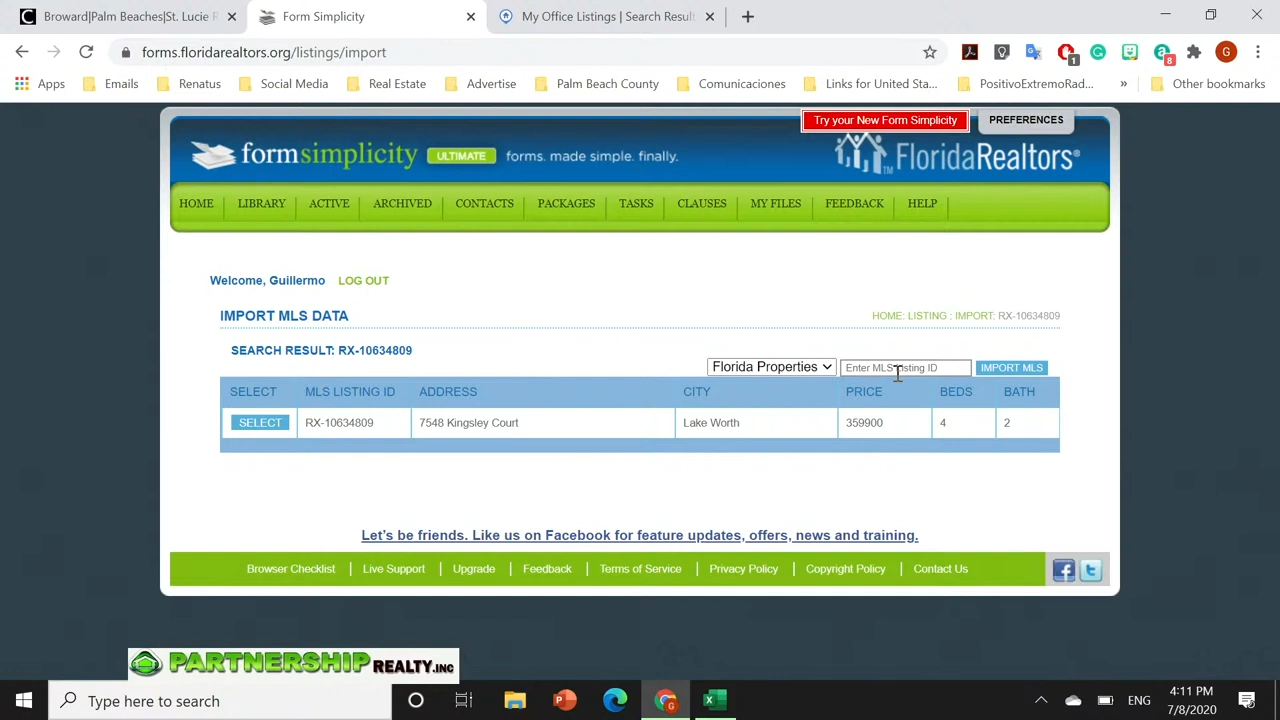 Broward|Palm Beaches|St. Lucie R
Form Simplicity
My Office Listings | Search Result
forms.floridarealtors.org/listings/import
1
8
G
Apps
Emails
Renatus
Social Media
Real Estate
Advertise
Palm Beach County
Comunicaciones
Links for United Sta...
PositivoExtremoRad...
»
Other bookmarks
Try your New Form Simplicity
PREFERENCES
formsimplicity ULTIMATE forms. made simple. finally.
FloridaRealtors®
HOME
LIBRARY
ACTIVE
ARCHIVED
CONTACTS
PACKAGES
TASKS
CLAUSES
MY FILES
FEEDBACK
HELP
Welcome, Guillermo LOG OUT
IMPORT MLS DATA
HOME: LISTING : IMPORT: RX-10634809
SEARCH RESULT: RX-10634809
Florida Properties
Enter MLS Listing ID
IMPORT MLS
SELECT MLS LISTING ID ADDRESS CITY PRICE BEDS BATH
SELECT RX-10634809 7548 Kingsley Court Lake Worth 359900 4 2
Let's be friends. Like us on Facebook for feature updates, offers, news and training.
Browser Checklist | Live Support | Upgrade | Feedback | Terms of Service | Privacy Policy | Copyright Policy | Contact Us
PARTNERSHIP REALTY.INC
Type here to search
ENG
4:11 PM
7/8/2020